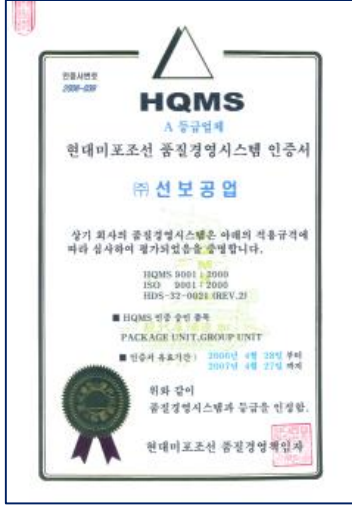 인증서번호
2006-039
HQMS
A 등급업체
현대미포조선 품질경영시스템 인증서
㈜ 선보공업
상기 회사의 품질경영시스템은 아래의 적용규격에
따라 심사하여 평가되었음을 증명합니다.
HQMS 9001 : 2000
ISO 9001 : 2000
HDS-32-0021 (REV.2)
■ HQMS 인증 승인 종목
PACKAGE UNIT,GROUP UNIT
■ 인증서 유효기간 : 2006년 4월 28일 부터
2007년 4월 27일 까지
위와 같이
품질경영시스템과 등급을 인정함.
현대미포조선 품질경영책임자